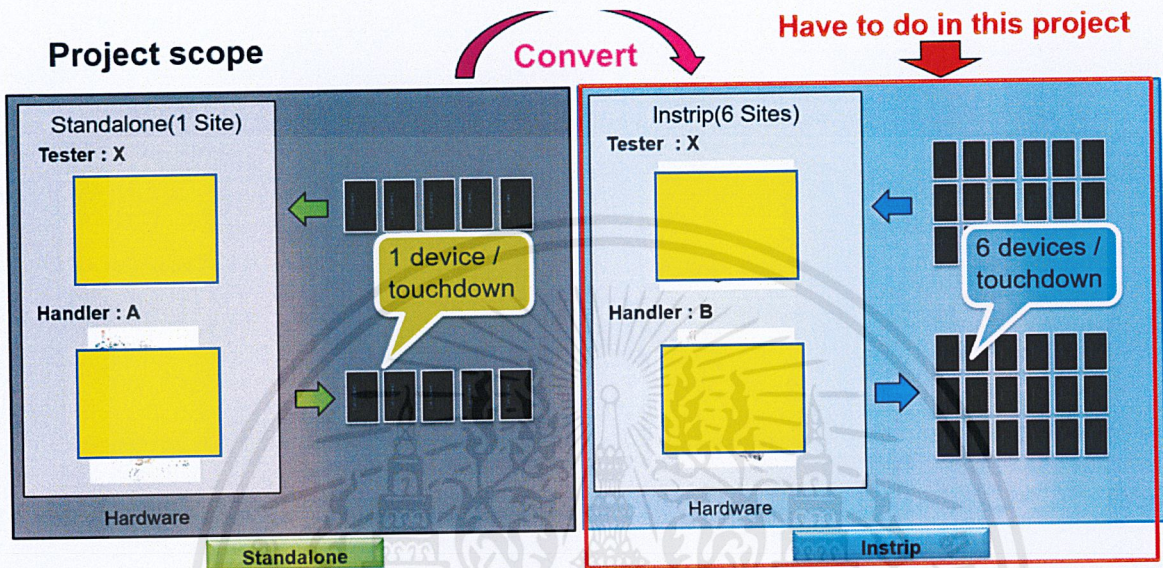 Have to do in this project
Project scope
Convert
Standalone(1 Site)
Tester : X
1 device /
touchdown
Handler : A
Hardware
Standalone
Instrip(6 Sites)
Tester : X
6 devices /
touchdown
Handler : B
Hardware
Instrip